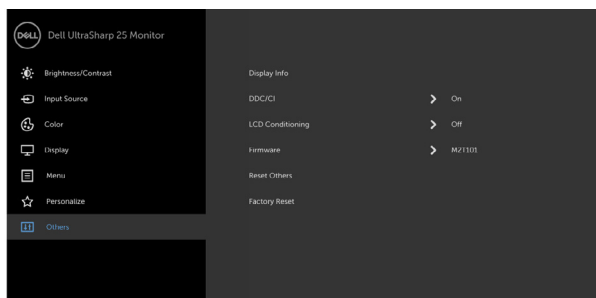 DELL Dell UltraSharp 25 Monitor
Brightness/Contrast
Input Source
Color
Display
Menu
Personalize
Others
Display Info
DDC/CI > On
LCD Conditioning > Off
Firmware > M2T101
Reset Others
Factory Reset